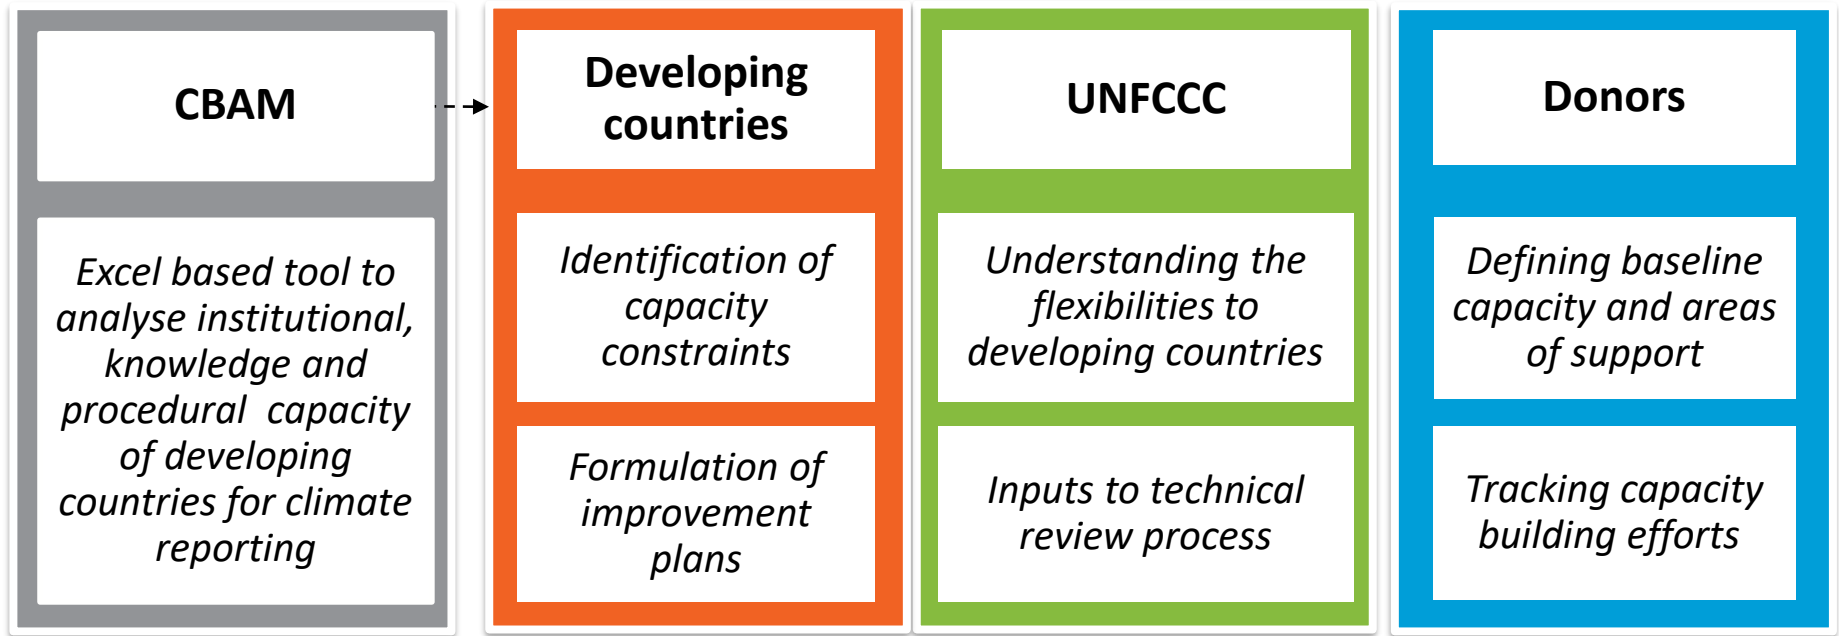 CBAM
Excel based tool to
analyse institutional,
knowledge and
procedural  capacity
of developing
countries for climate
reporting
Developing
countries
Identification of
capacity
constraints
Formulation of
improvement
plans
UNFCCC
Understanding the
flexibilities to
developing countries
Inputs to technical
review process
Donors
Defining baseline
capacity and areas
of support
Tracking capacity
building efforts